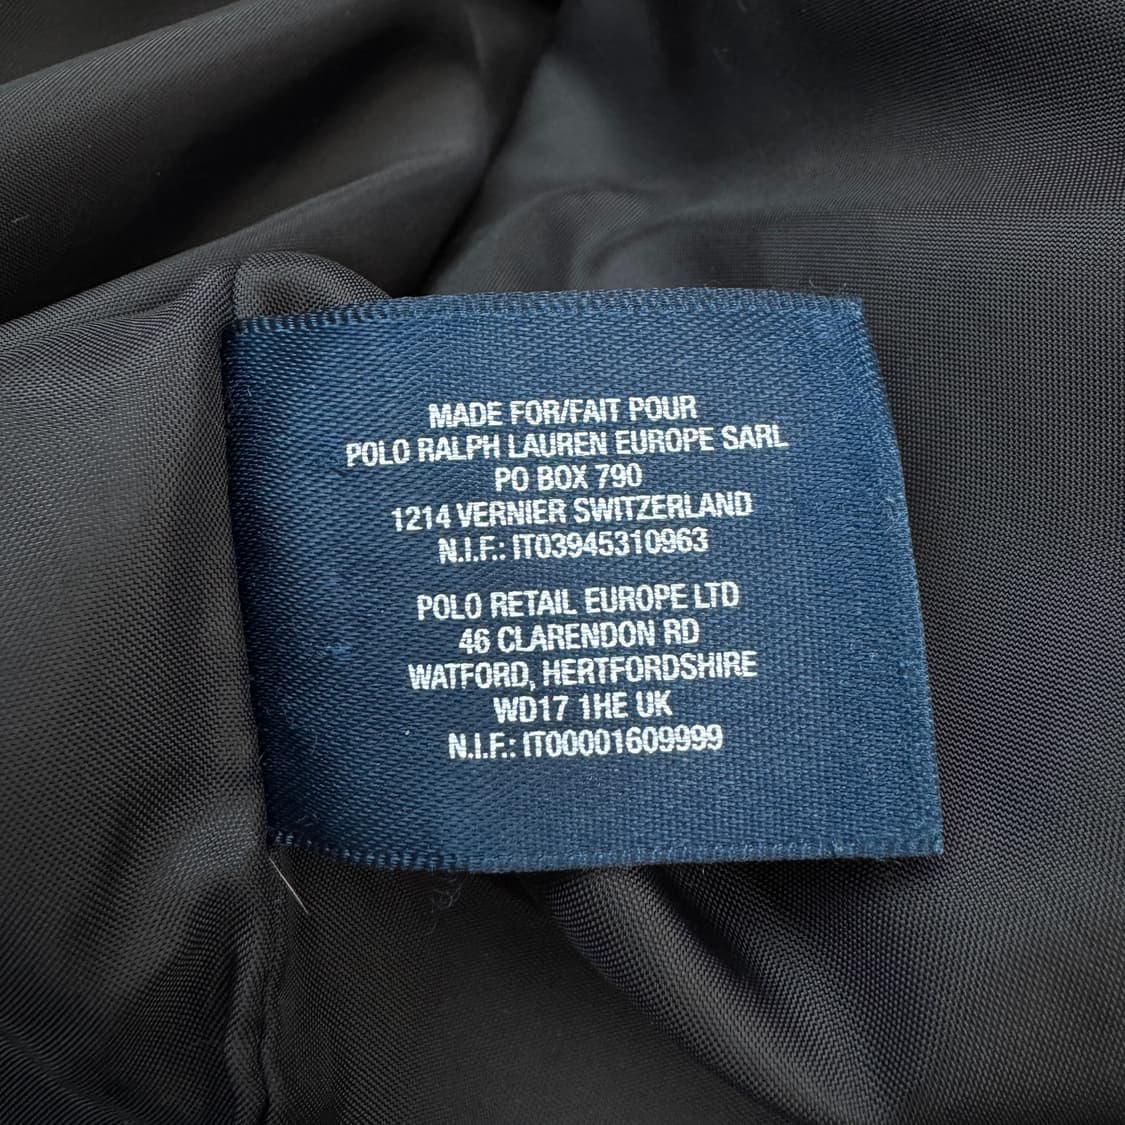 MADE FOR/FAIT POUR
POLO RALPH LAUREN EUROPE SARL
PO BOX 790
1214 VERNIER SWITZERLAND
N.I.F.: IT03945310963
POLO RETAIL EUROPE LTD
46 CLARENDON RD
WATFORD, HERTFORDSHIRE
WD17 1HE UK
N.I.F.: IT00001609999